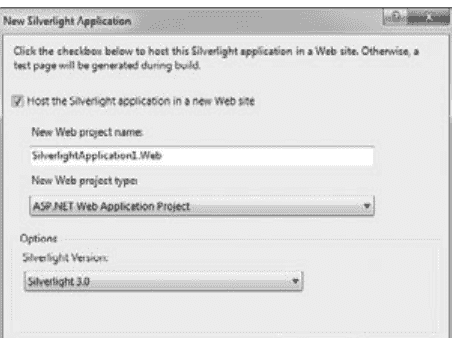 New Silverlight Application
Click the checkbox below to host this Silverlight application in a Web site. Otherwise, a
test page will be generated during build.
Host the Silverlight application in a new Web site
New Web project name:
SilverlightApplication1.Web
New Web project type:
ASP.NET Web Application Project
Options
Silverlight Version:
Silverlight 3.0